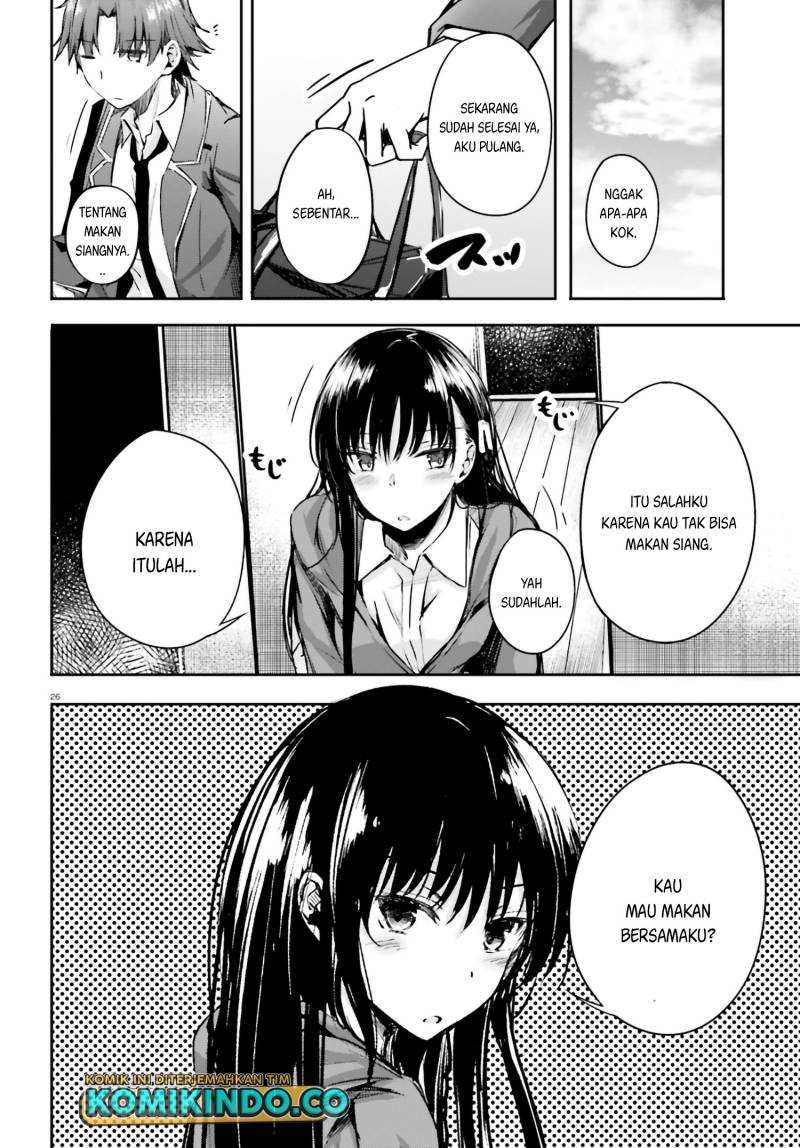 NGGAK
APA-APA
KOK.
SEKARANG
SUDAH SELESAI YA,
AKU PULANG.
AH,
SEBENTAR...
スッ
TENTANG
MAKAN
SIANGNYA.
..
もじ
ITU SALAHKU
KARENA KAU TAK BISA
MAKAN SIANG.
YAH
SUDAHLAH.
もじ
KARENA
ITULAH...
26
KAU
MAU MAKAN
BERSAMAKU?
KOMIK INI DITERJEMAHKAN TIM
KOMIKINDO.CO